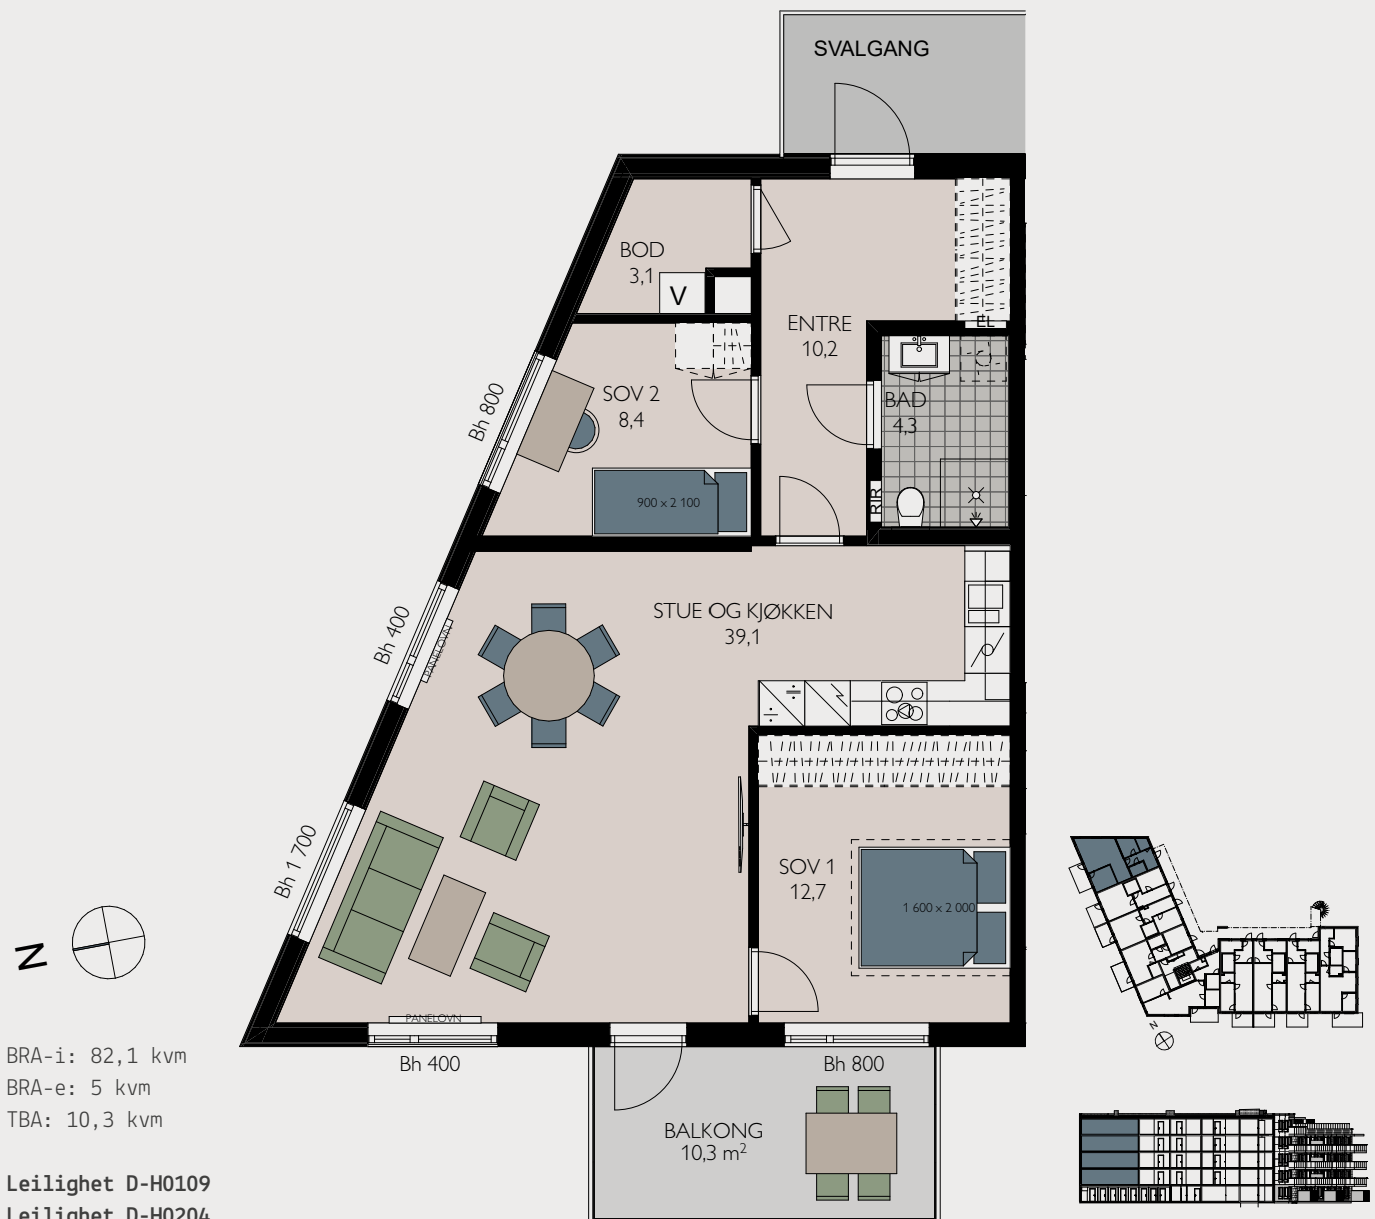 SVALGANG
BOD
3,1
V
ENTRE
10,2
EL
SOV 2
8,4
BAD
4,3
Bh 800
900 x 2 100
RIR
STUE OG KJØKKEN
39,1
Bh 400
PANELOVN
Bh 1 700
SOV 1
12,7
1 600 x 2 000
N
PANELOVN
Bh 400
Bh 800
BALKONG
10,3 m²
N
BRA-i: 82,1 kvm
BRA-e: 5 kvm
TBA: 10,3 kvm
Leilighet D-H0109
Leilighet D-H0204